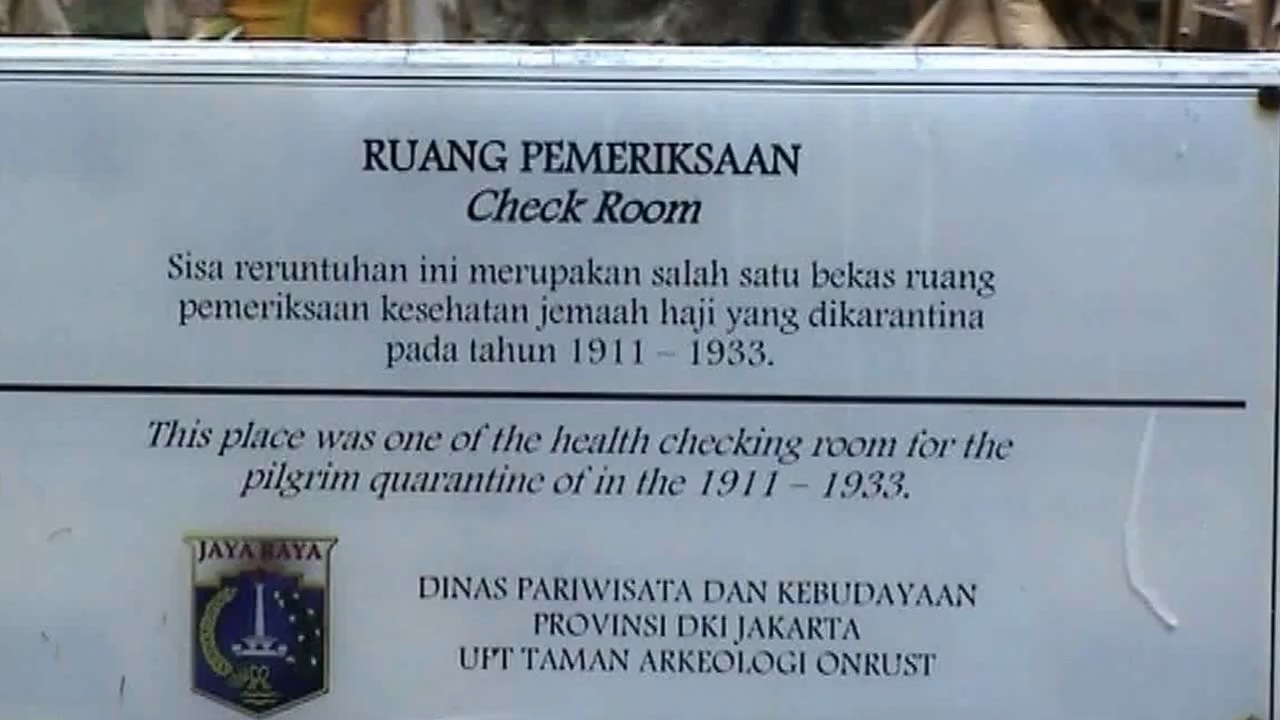 RUANG PEMERIKSAAN
Check Room
Sisa reruntuhan ini merupakan salah satu bekas ruang
pemeriksaan kesehatan jemaah haji yang dikarantina
pada tahun 1911 – 1933.
This place was one of the health checking room for the
pilgrim quarantine of in the 1911 – 1933.
JAYA RAYA
DINAS PARIWISATA DAN KEBUDAYAAN
PROVINSI DKI JAKARTA
UPT TAMAN ARKEOLOGI ONRUST